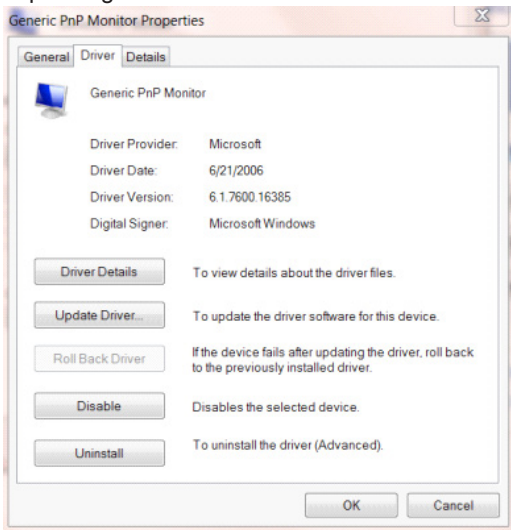 Generic PnP Monitor Properties
General Driver Details
Generic PnP Monitor
Driver Provider: Microsoft
Driver Date: 6/21/2006
Driver Version: 6.1.7600.16385
Digital Signer: Microsoft Windows
Driver Details To view details about the driver files.
Update Driver... To update the driver software for this device.
Roll Back Driver If the device fails after updating the driver, roll back
to the previously installed driver.
Disable Disables the selected device.
Uninstall To uninstall the driver (Advanced).
OK Cancel